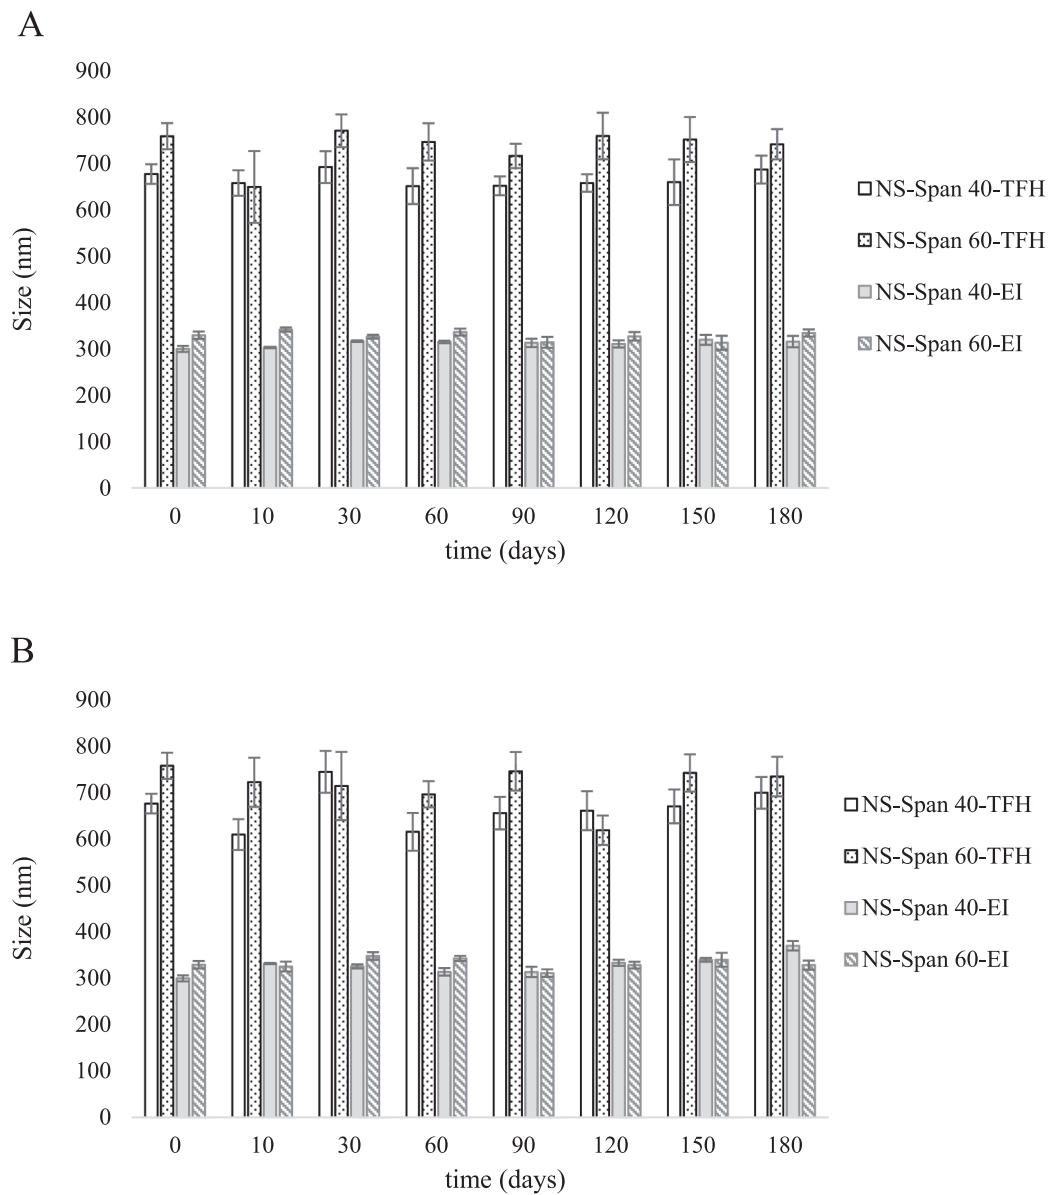 A
900
800
700
600
500
400
300
200
100
0
Size (nm)
0 10 30 60 90 120 150 180
time (days)
NS-Span 40-TFH
NS-Span 60-TFH
NS-Span 40-EI
NS-Span 60-EI
B
900
800
700
600
500
400
300
200
100
0
Size (nm)
0 10 30 60 90 120 150 180
time (days)
NS-Span 40-TFH
NS-Span 60-TFH
NS-Span 40-EI
NS-Span 60-EI